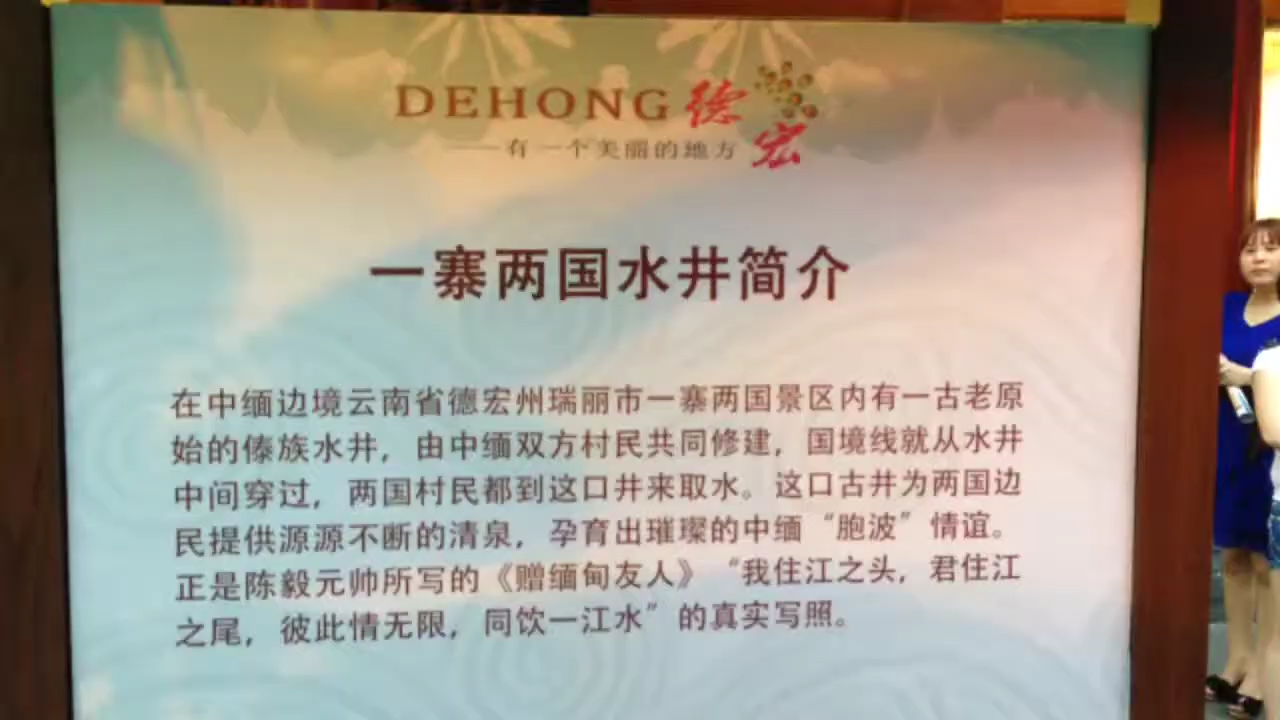 DEHONG 德宏
——有一个美丽的地方
一寨两国水井简介
在中缅边境云南省德宏州瑞丽市一寨两国景区内有一古老原
始的傣族水井，由中缅双方村民共同修建，国境线就从水井
中间穿过，两国村民都到这口井来取水。这口古井为两国边
民提供源源不断的清泉，孕育出璀璨的中缅“胞波”情谊。
正是陈毅元帅所写的《赠缅甸友人》“我住江之头，君住江
之尾，彼此情无限，同饮一江水”的真实写照。